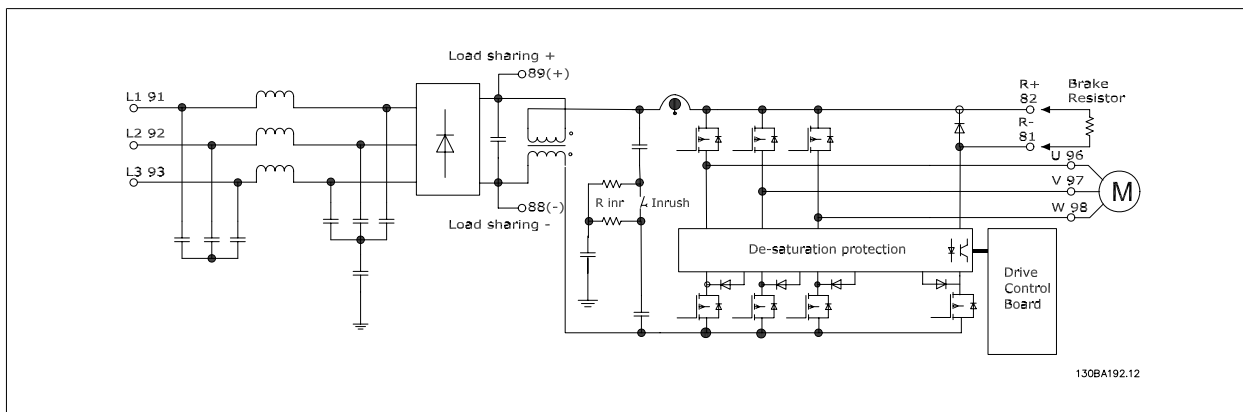 Load sharing +
89(+)
L1 91
L2 92
L3 93
88(-)
Load sharing -
R inr
Inrush
R+
82
Brake
Resistor
R-
81
U 96
V 97
W 98
M
De-saturation protection
Drive
Control
Board
130BA192.12